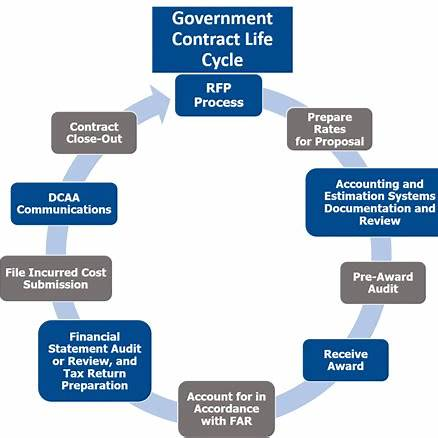 Government
Contract Life
Cycle
RFP
Process
Prepare
Rates
for Proposal
Accounting and
Estimation Systems
Documentation and
Review
Pre-Award
Audit
Receive
Award
Account for in
Accordance
with FAR
Financial
Statement Audit
or Review, and
Tax Return
Preparation
File Incurred Cost
Submission
DCAA
Communications
Contract
Close-Out